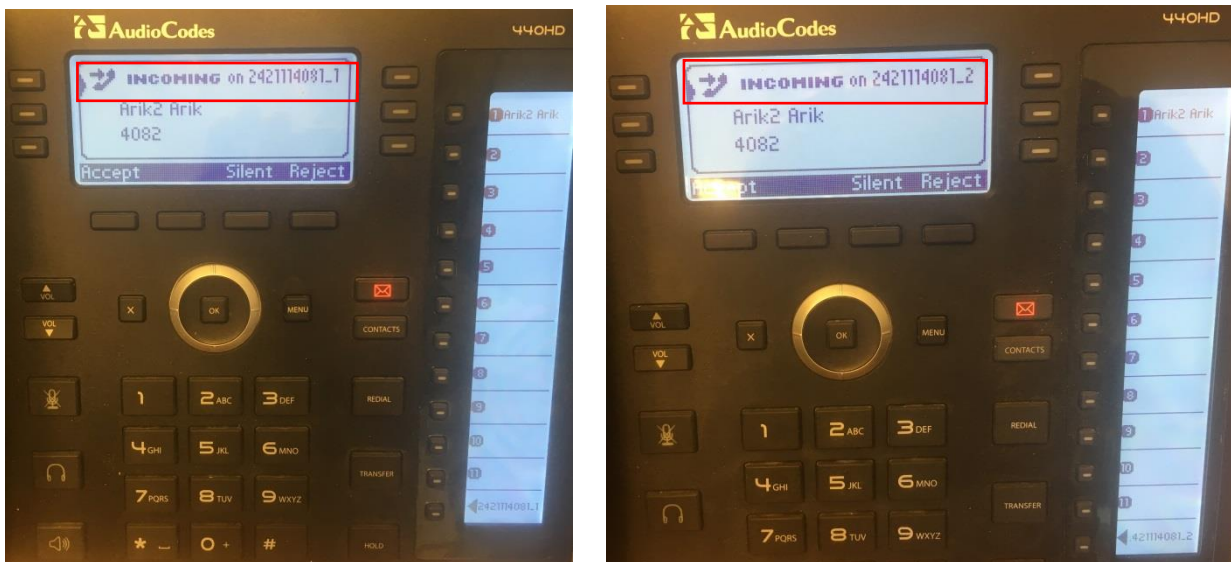 AudioCodes
440HD
INCOMING on 2421114081_1
Arik2 Arik
4082
Accept Silent Reject
1 Arik2 Arik
2
3
4
5
6
7
8
9
10
11
2421114081_1
VOL
VOL
X
OK
MENU
CONTACTS
1
2 ABC
3 DEF
REDIAL
4 GHI
5 JKL
6 MNO
TRANSFER
7 PQRS
8 TUV
9 WXYZ
* _
0 +
#
HOLD
AudioCodes
440HD
INCOMING on 2421114081_2
Arik2 Arik
4082
Silent Reject
1 Arik2 Arik
2
3
4
5
6
7
8
9
10
11
421114081_2
VOL
VOL
X
OK
MENU
CONTACTS
1
2 ABC
3 DEF
REDIAL
4 GHI
5 JKL
6 MNO
TRANSFER
7 PQRS
8 TUV
9 WXYZ